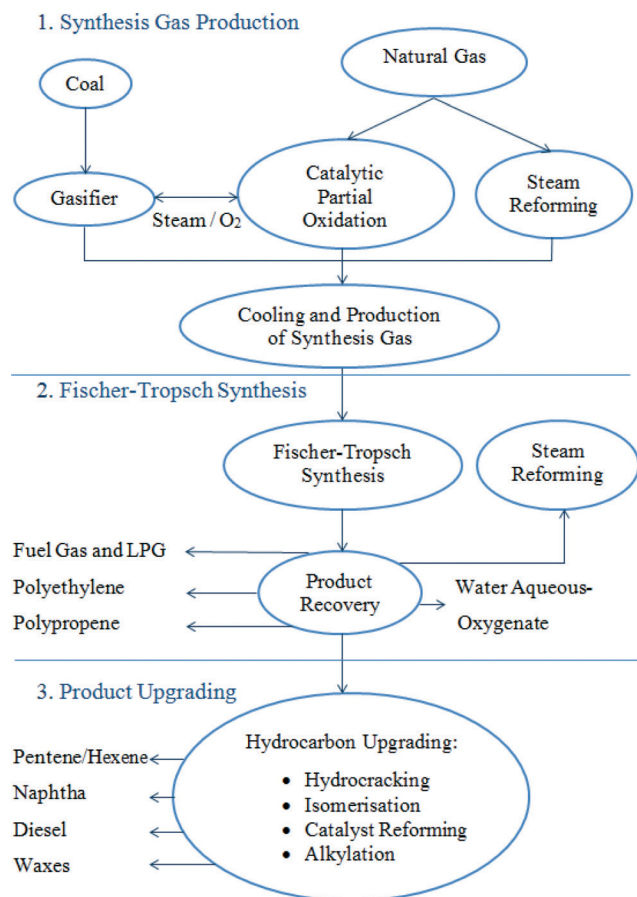 1. Synthesis Gas Production
Coal
Natural Gas
Gasifier
Steam / O₂
Catalytic
Partial
Oxidation
Steam
Reforming
Cooling and Production
of Synthesis Gas
2. Fischer-Tropsch Synthesis
Fischer-Tropsch
Synthesis
Steam
Reforming
Fuel Gas and LPG
Polyethylene
Polypropene
Product
Recovery
Water Aqueous-
Oxygenate
3. Product Upgrading
Pentene/Hexene
Naphtha
Diesel
Waxes
Hydrocarbon Upgrading:
• Hydrocracking
• Isomerisation
• Catalyst Reforming
• Alkylation